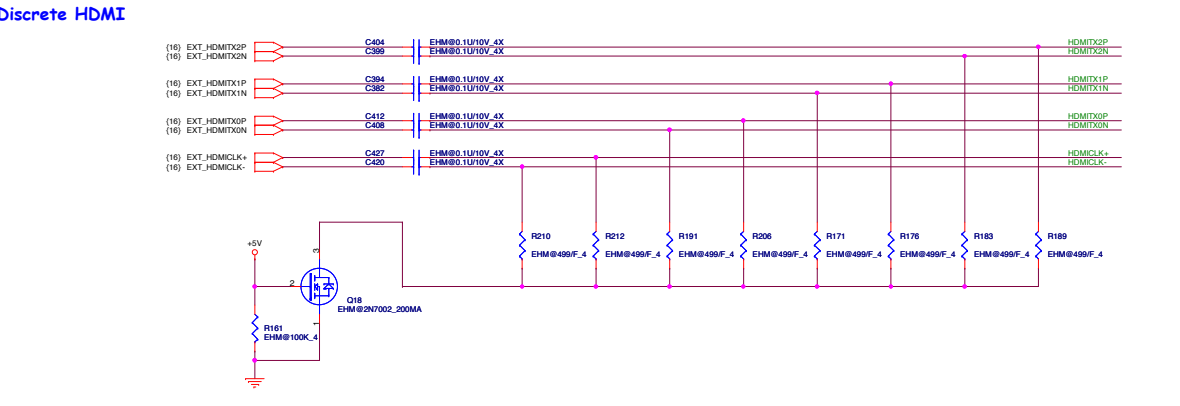 Discrete HDMI
{16} EXT_HDMITX2P C404 EHM@0.1U/10V_4X HDMITX2P
{16} EXT_HDMITX2N C399 EHM@0.1U/10V_4X HDMITX2N
{16} EXT_HDMITX1P C394 EHM@0.1U/10V_4X HDMITX1P
{16} EXT_HDMITX1N C382 EHM@0.1U/10V_4X HDMITX1N
{16} EXT_HDMITX0P C412 EHM@0.1U/10V_4X HDMITX0P
{16} EXT_HDMITX0N C408 EHM@0.1U/10V_4X HDMITX0N
{16} EXT_HDMICLK+ C427 EHM@0.1U/10V_4X HDMICLK+
{16} EXT_HDMICLK- C420 EHM@0.1U/10V_4X HDMICLK-
R210 R212 R191 R206 R171 R176 R183 R189
EHM@499/F_4 EHM@499/F_4 EHM@499/F_4 EHM@499/F_4 EHM@499/F_4 EHM@499/F_4 EHM@499/F_4 EHM@499/F_4
+5V
3
2
Q18
EHM@2N7002_200MA
1
R161
EHM@100K_4